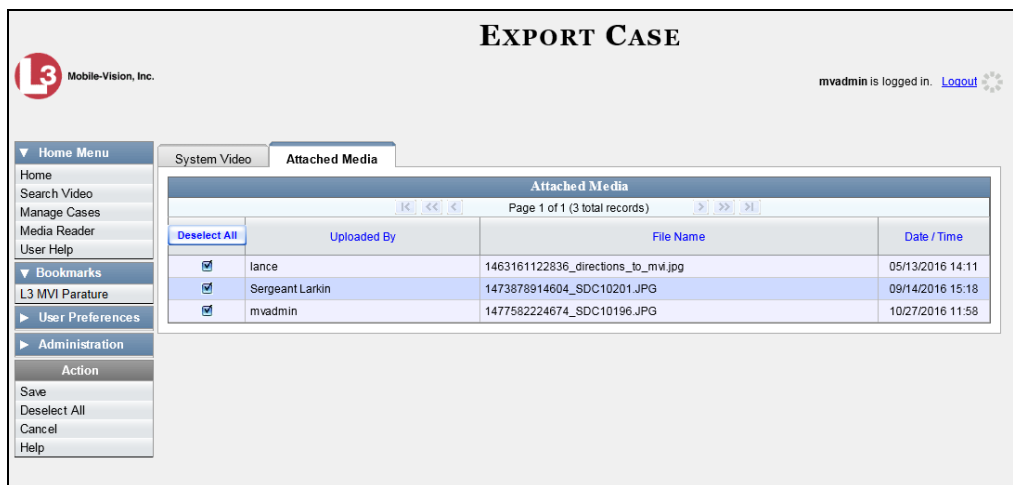 EXPORT CASE
L3 Mobile-Vision, Inc.
mvadmin is logged in. Logout
▼ Home Menu
Home
Search Video
Manage Cases
Media Reader
User Help
▼ Bookmarks
L3 MVI Parature
► User Preferences
► Administration
Action
Save
Deselect All
Cancel
Help
System Video Attached Media
Attached Media
Page 1 of 1 (3 total records)
Deselect All Uploaded By File Name Date / Time
lance 1463161122836_directions_to_mvi.jpg 05/13/2016 14:11
Sergeant Larkin 1473878914604_SDC10201.JPG 09/14/2016 15:18
mvadmin 1477582224674_SDC10196.JPG 10/27/2016 11:58